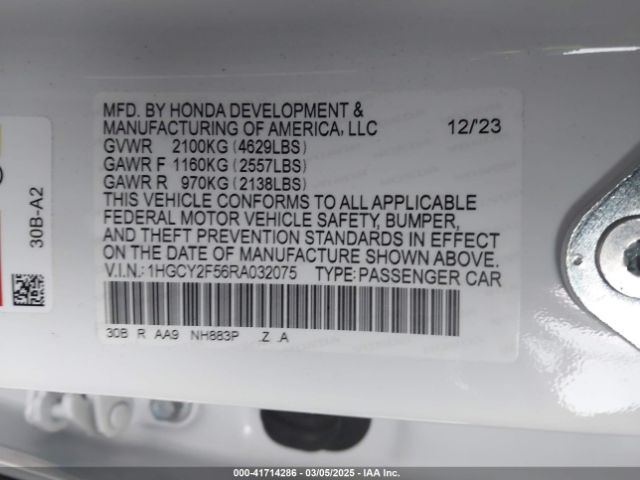 MFD. BY HONDA DEVELOPMENT &
MANUFACTURING OF AMERICA, LLC 12/'23
GVWR 2100KG (4629LBS)
GAWR F 1160KG (2557LBS)
GAWR R 970KG (2138LBS)
THIS VEHICLE CONFORMS TO ALL APPLICABLE
FEDERAL MOTOR VEHICLE SAFETY, BUMPER,
AND THEFT PREVENTION STANDARDS IN EFFECT
ON THE DATE OF MANUFACTURE SHOWN ABOVE.
V.I.N.: 1HGCY2F56RA032075 TYPE: PASSENGER CAR
30B R AA9 NH883P .Z .A
30B-A2
000-41714286 | 03/05/2025 | IAA Inc.